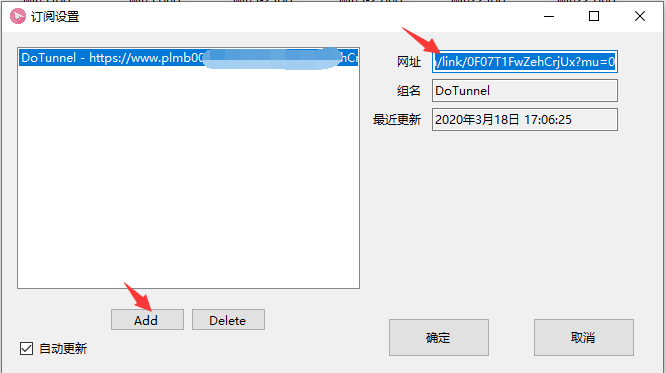 订阅设置
DoTunnel - https://www.plmb00 hCr
网址
/link/0F07T1FwZehCrjUx?mu=0
组名
DoTunnel
最近更新
2020年3月18日 17:06:25
Add
Delete
自动更新
确定
取消